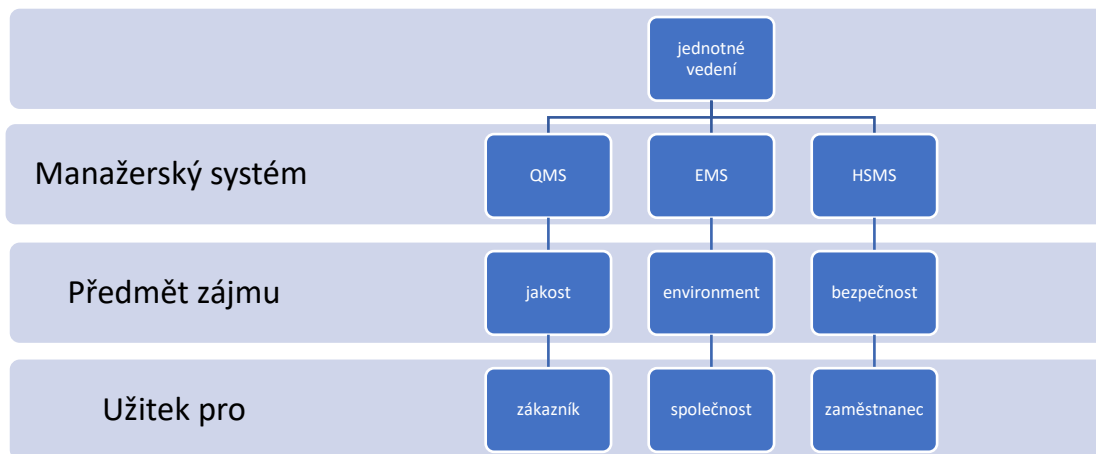 jednotné
vedení
Manažerský systém
QMS
EMS
HSMS
Předmět zájmu
jakost
environment
bezpečnost
Užitek pro
zákazník
společnost
zaměstnanec